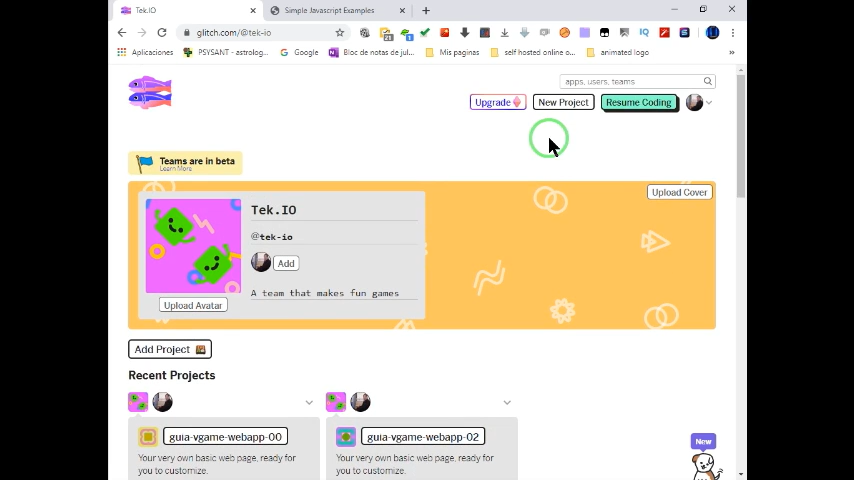 Tek.IO
Simple Javascript Examples
glitch.com/@tek-io
21
1
IQ
S
Aplicaciones
PSYANT - astrolog...
Google
Bloc de notas de jul...
Mis paginas
self hosted online o...
animated logo
»
apps, users, teams
Upgrade
New Project
Resume Coding
Teams are in beta
Learn More
Upload Cover
Tek.IO
@tek-io
Add
A team that makes fun games
Upload Avatar
Add Project
Recent Projects
guia-vgame-webapp-00
guia-vgame-webapp-02
Your very own basic web page, ready for
you to customize.
Your very own basic web page, ready for
you to customize.
New